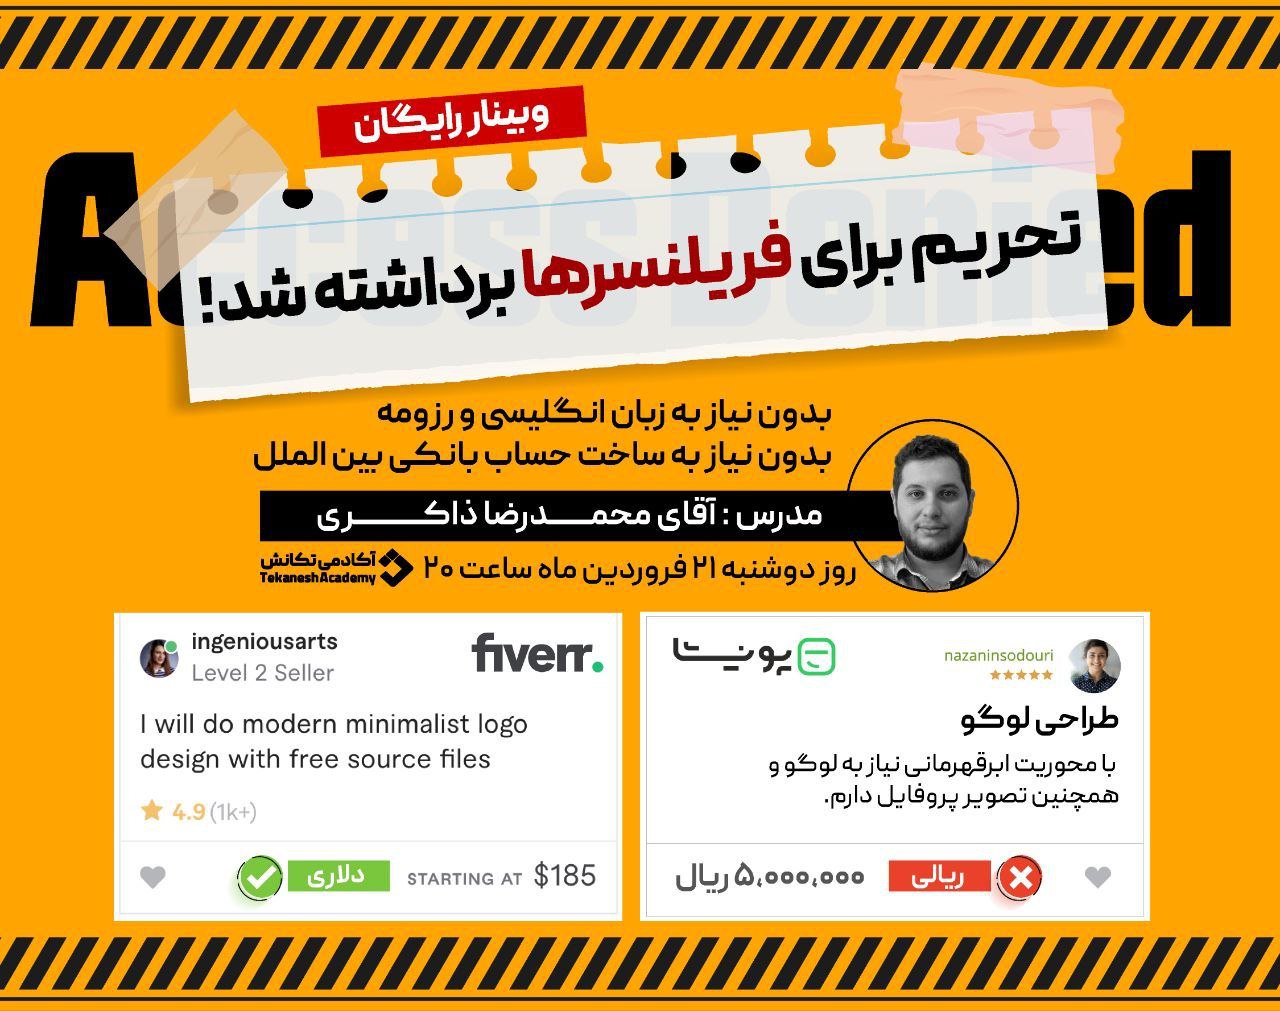 وبینار رایگان
Access Denied
تحریم برای فریلنسرها برداشته شد!
بدون نیاز به زبان انگلیسی و رزومه
بدون نیاز به ساخت حساب بانکی بین الملل
مدرس : آقای محمـــدرضا ذاکـــــری
روز دوشنبه ۲۱ فروردین ماه ساعت ۲۰
آکادمی تکانش
Tekanesh Academy
پونیشا
nazaninsodouri
طراحی لوگو
با محوریت ابرقهرمانی نیاز به لوگو و
همچنین تصویر پروفایل دارم.
ریالی
۵,۰۰۰,۰۰۰ ریال
ingeniousarts
Level 2 Seller
fiverr.
I will do modern minimalist logo
design with free source files
4.9 (1k+)
دلاری
STARTING AT $185